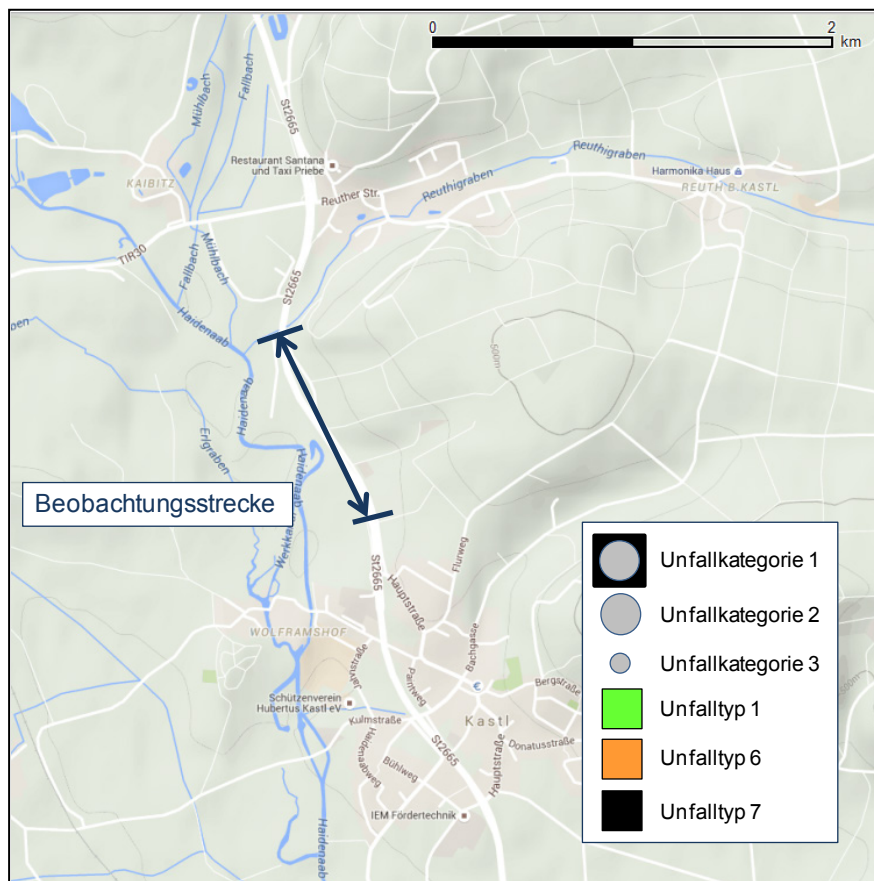 0
2
km
Mühlbach
Fallbach
St2665
Restaurant Santana
und Taxi Priebe
Reuthigraben
Harmonika Haus
KAIBITZ
Reuther Str.
Reuthigraben
REUTH B.KASTL
TIR30
Fallbach
Mühlbach
St2665
Haidenaab
500m
Haidenaab
Erlgraben
Haidenaab
Beobachtungsstrecke
St2665
Flurweg
Hauptstraße
WOLFRAMSHOF
Bachgasse
Paintweg
Schützenverein
Hubertus Kastl eV
Kulmstraße
€
Bergstraße
Kastl
Haidenaabweg
St2665
Hauptstraße
Donatusstraße
Bühlweg
IEM Fördertechnik
Haidenaab
Unfallkategorie 1
Unfallkategorie 2
Unfallkategorie 3
Unfalltyp 1
Unfalltyp 6
Unfalltyp 7